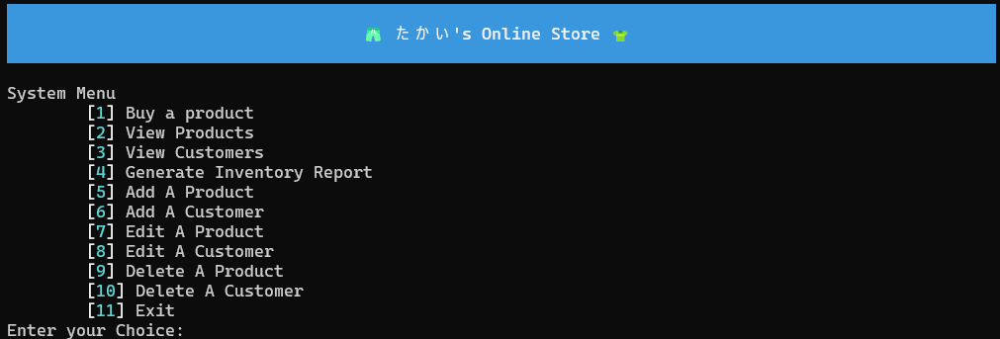 🩳 たかい's Online Store 👕
System Menu
[1] Buy a product
[2] View Products
[3] View Customers
[4] Generate Inventory Report
[5] Add A Product
[6] Add A Customer
[7] Edit A Product
[8] Edit A Customer
[9] Delete A Product
[10] Delete A Customer
[11] Exit
Enter your Choice: